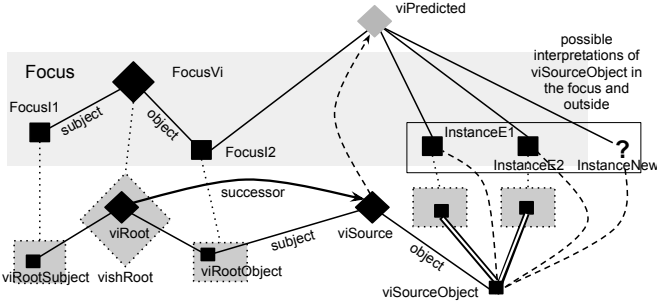 viPredicted
possible
interpretations of
viSourceObject in
the focus and
outside
Focus
FocusVi
FocusI1
subject
object
FocusI2
InstanceE1
InstanceE2
?
InstanceNew
successor
viRoot
viSource
subject
object
viRootSubject
vishRoot
viRootObject
viSourceObject